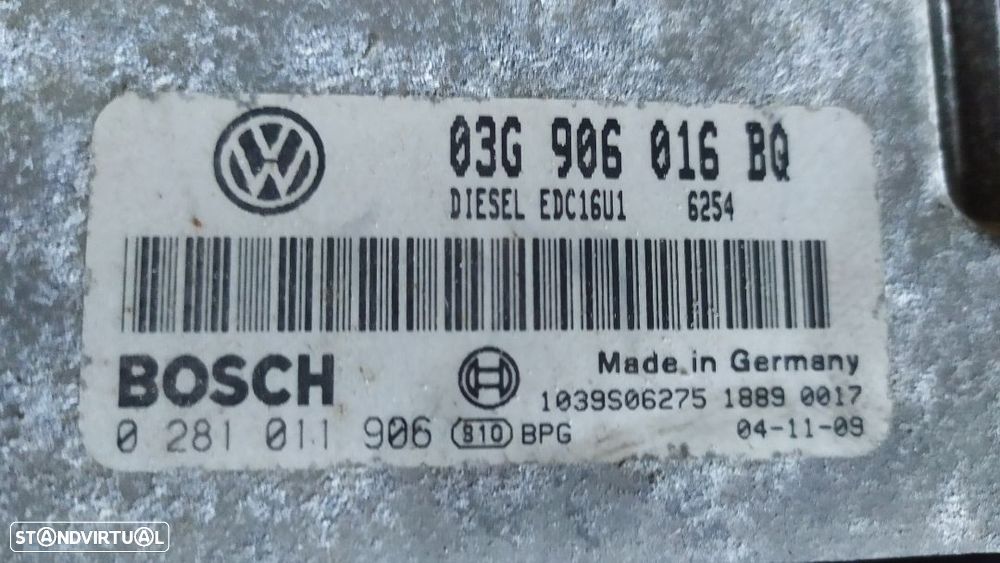 03G 906 016 BQ
DIESEL EDC16U1 6254
BOSCH
Made in Germany
1039S06275 1889 0017
0 281 011 906 S10 BPG
04-11-09
STANDVIRTUAL